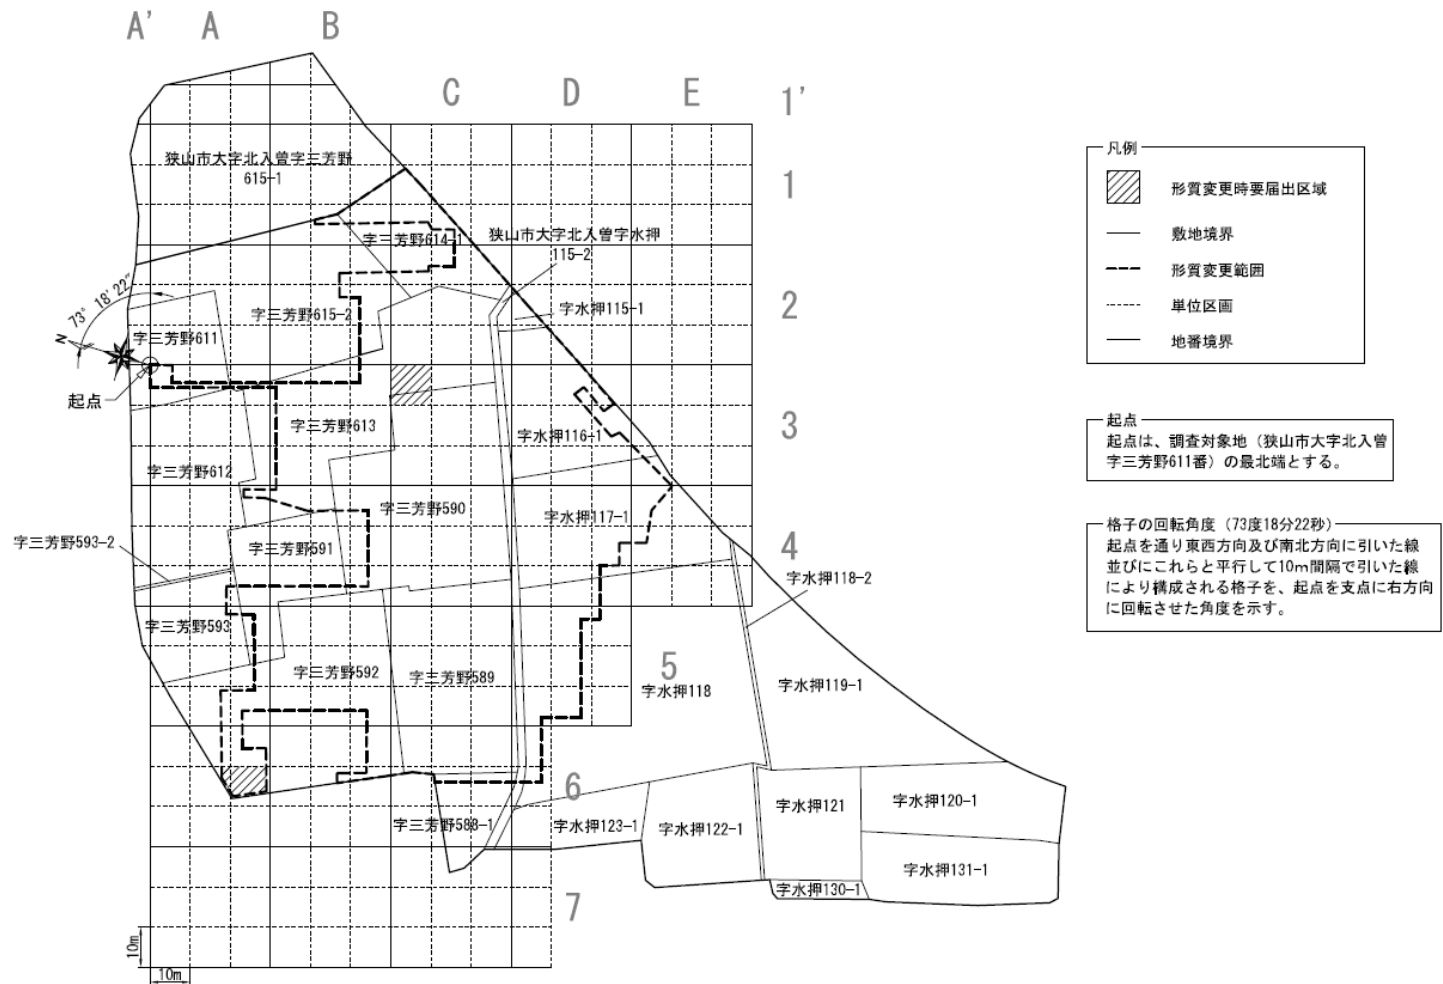 A'
A
B
C
D
E
1'
1
2
3
4
5
6
7
狭山市大字北入曽字三芳野
615-1
字三芳野614-1
狭山市大字北入曽字水押
115-2
字水押115-1
字三芳野615-2
字三芳野611
73° 18' 22"
N
起点
字三芳野613
字三芳野612
字水押116-1
字三芳野590
字水押117-1
字三芳野593-2
字三芳野591
字水押118-2
字三芳野593
字三芳野592
字三芳野589
字水押118
字水押119-1
字三芳野588-1
字水押123-1
字水押122-1
字水押121
字水押120-1
字水押131-1
字水押130-1
10m
10m
凡例
形質変更時要届出区域
敷地境界
形質変更範囲
単位区画
地番境界
起点
起点は、調査対象地（狭山市大字北入曽
字三芳野611番）の最北端とする。
格子の回転角度（73度18分22秒）
起点を通り東西方向及び南北方向に引いた線
並びにこれらと平行して10m間隔で引いた線
により構成される格子を、起点を支点に右方向
に回転させた角度を示す。